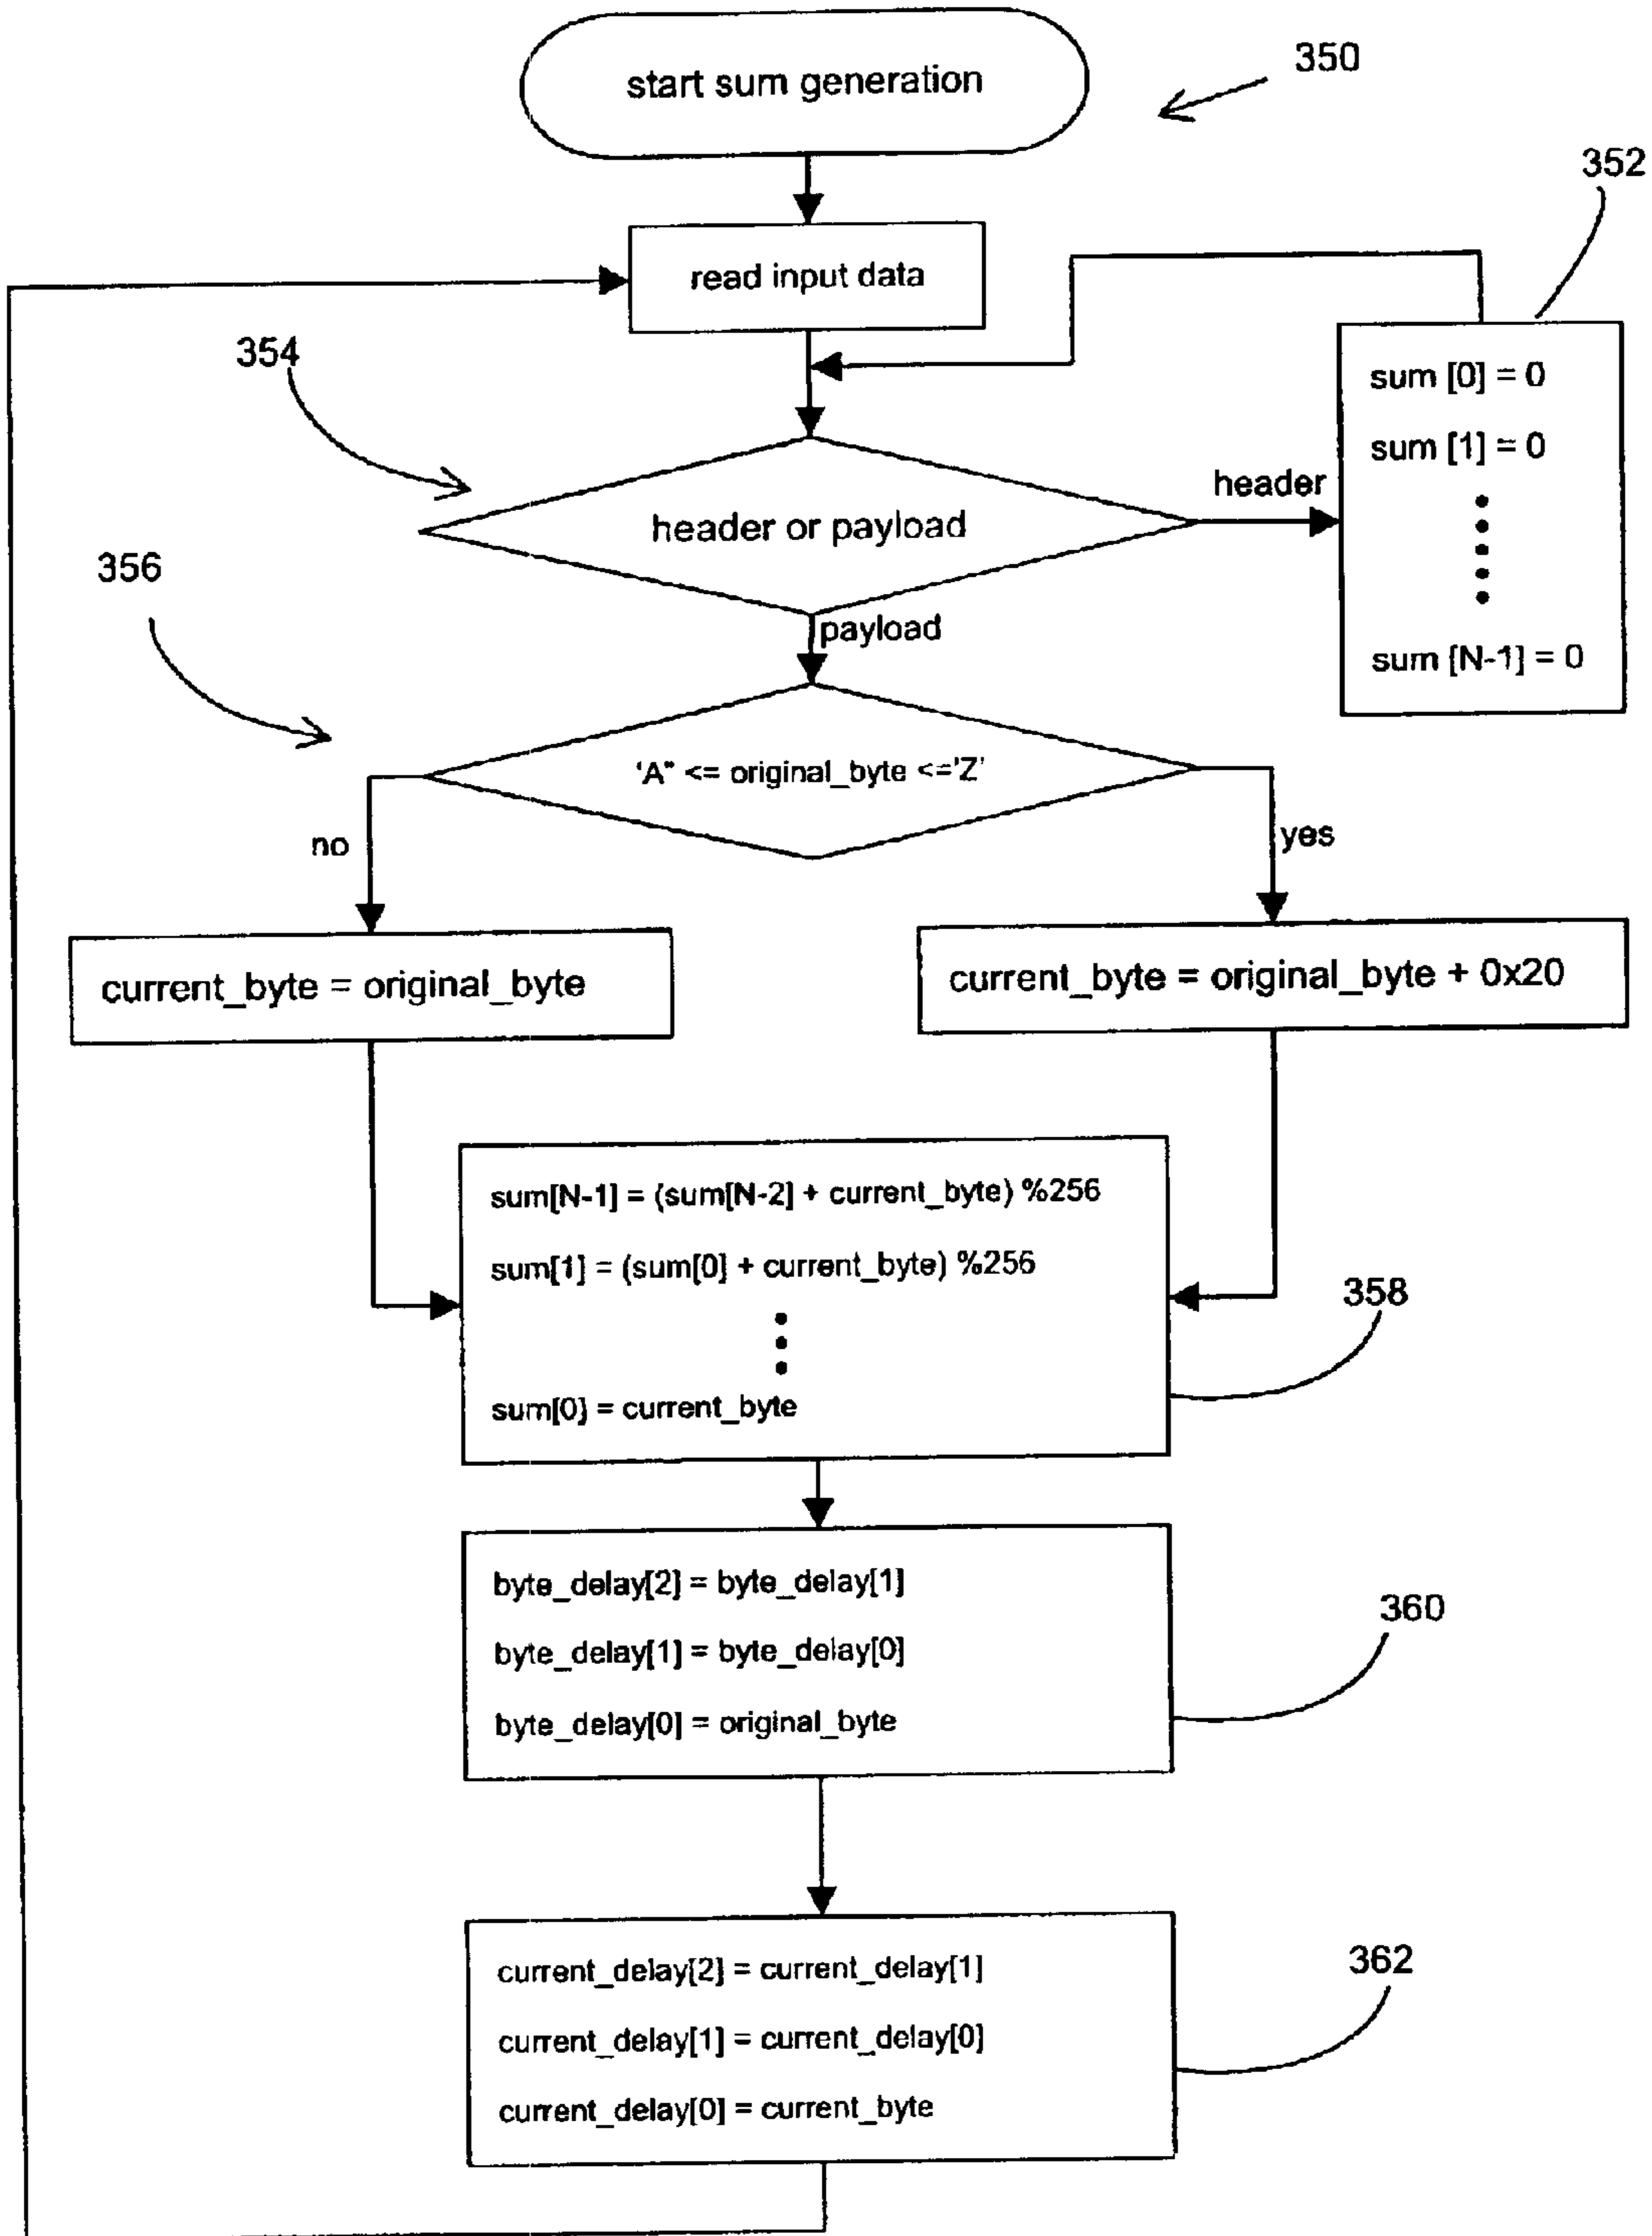 start sum generation
350
352
read input data
354
sum [0] = 0
sum [1] = 0
sum [N-1] = 0
header
header or payload
356
payload
'A" <= original_byte <='Z'
no
yes
current_byte = original_byte
current_byte = original_byte + 0x20
sum[N-1] = (sum[N-2] + current_byte) %256
sum[1] = (sum[0] + current_byte) %256
sum[0] = current_byte
358
byte_delay[2] = byte_delay[1]
byte_delay[1] = byte_delay[0]
byte_delay[0] = original_byte
360
current_delay[2] = current_delay[1]
current_delay[1] = current_delay[0]
current_delay[0] = current_byte
362